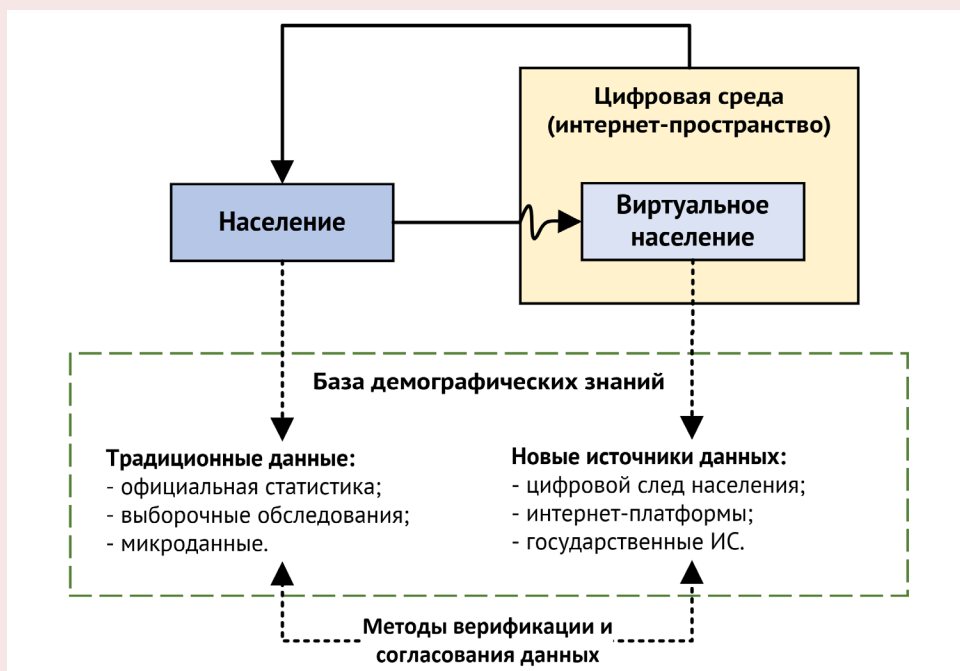 Цифровая среда
(интернет-пространство)
Население
Виртуальное
население
База демографических знаний
Традиционные данные:
- официальная статистика;
- выборочные обследования;
- микроданные.
Новые источники данных:
- цифровой след населения;
- интернет-платформы;
- государственные ИС.
Методы верификации и
согласования данных